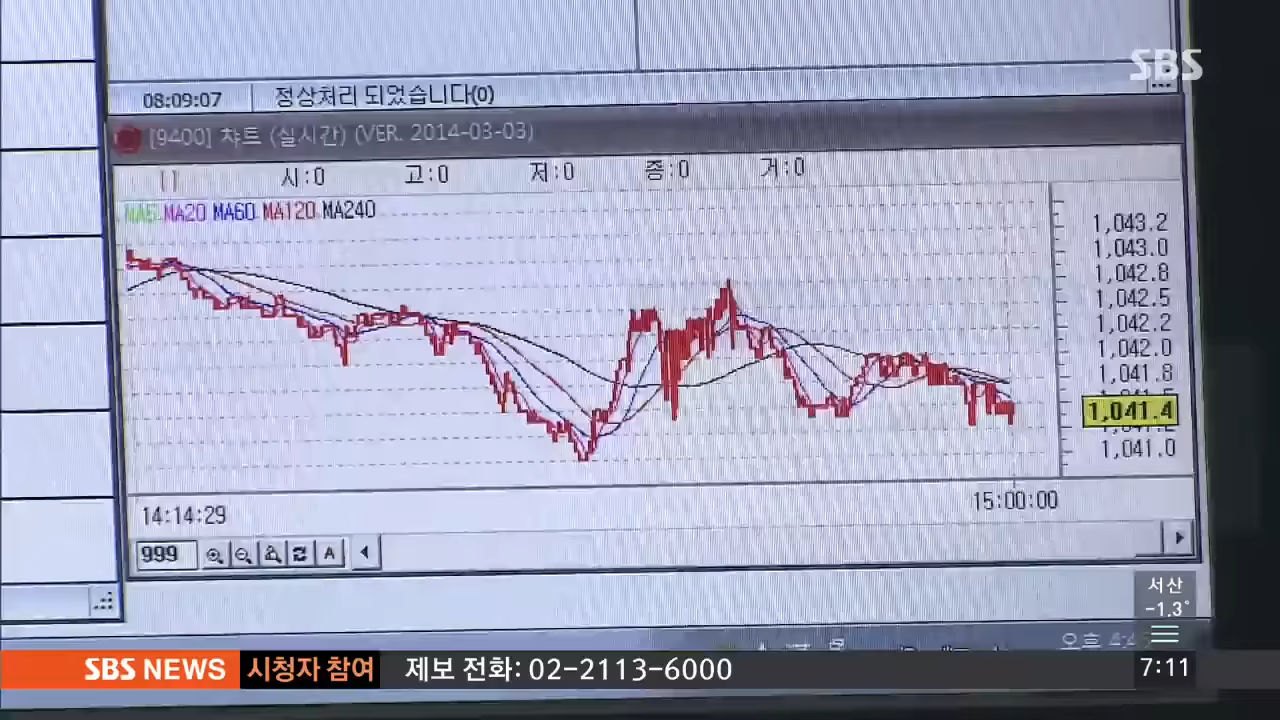 SBS
08:09:07 정상처리 되었습니다(0)
[9400] 챠트 (실시간) (VER. 2014-03-03)
[ ] 시:0 고:0 저:0 종:0 거:0
MA5 MA20 MA60 MA120 MA240
1,043.2
1,043.0
1,042.8
1,042.5
1,042.2
1,042.0
1,041.8
1,041.4
1,041.0
14:14:29 15:00:00
999 A
서산
-1.3°
오후
SBS NEWS 시청자 참여 제보 전화: 02-2113-6000 7:11